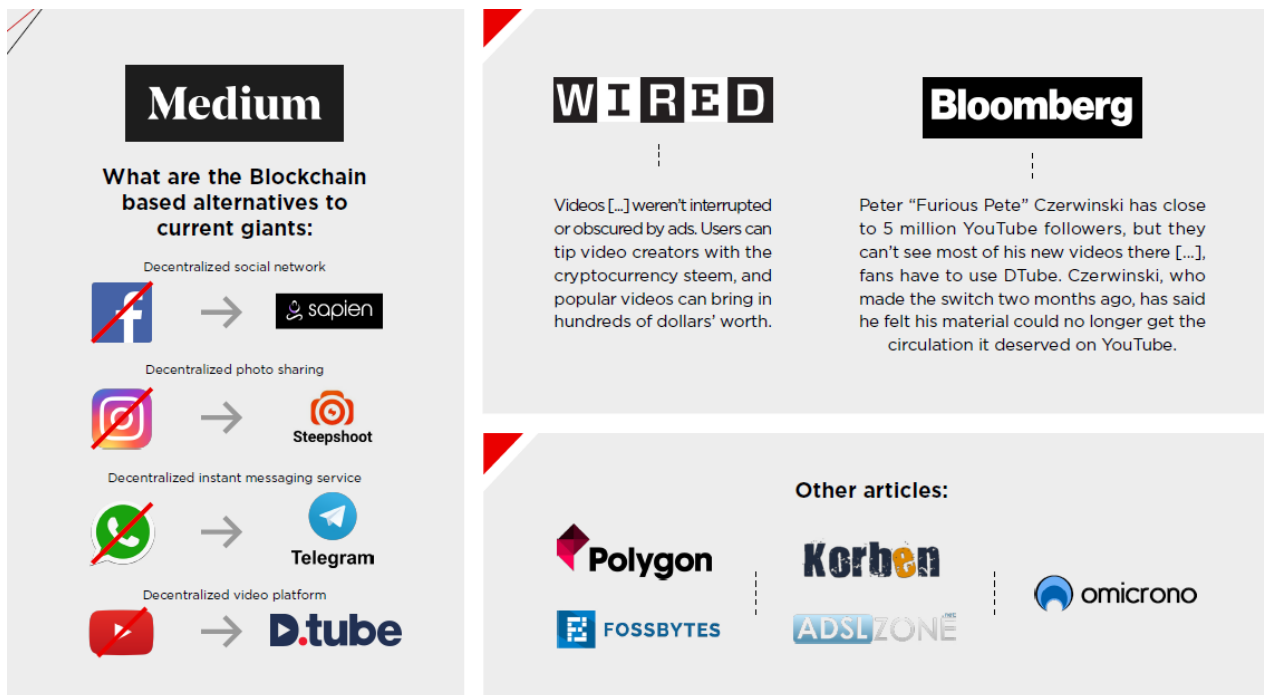 Medium
What are the Blockchain
based alternatives to
current giants:
Decentralized social network
f
sapien
Decentralized photo sharing
Steepshoot
Decentralized instant messaging service
Telegram
Decentralized video platform
D.tube
WIRED
Videos [...] weren't interrupted
or obscured by ads. Users can
tip video creators with the
cryptocurrency steem, and
popular videos can bring in
hundreds of dollars' worth.
Bloomberg
Peter “Furious Pete” Czerwinski has close
to 5 million YouTube followers, but they
can't see most of his new videos there [...],
fans have to use DTube. Czerwinski, who
made the switch two months ago, has said
he felt his material could no longer get the
circulation it deserved on YouTube.
Other articles:
Polygon
FOSSBYTES
Korben
ADSLZONE.net
omicrono